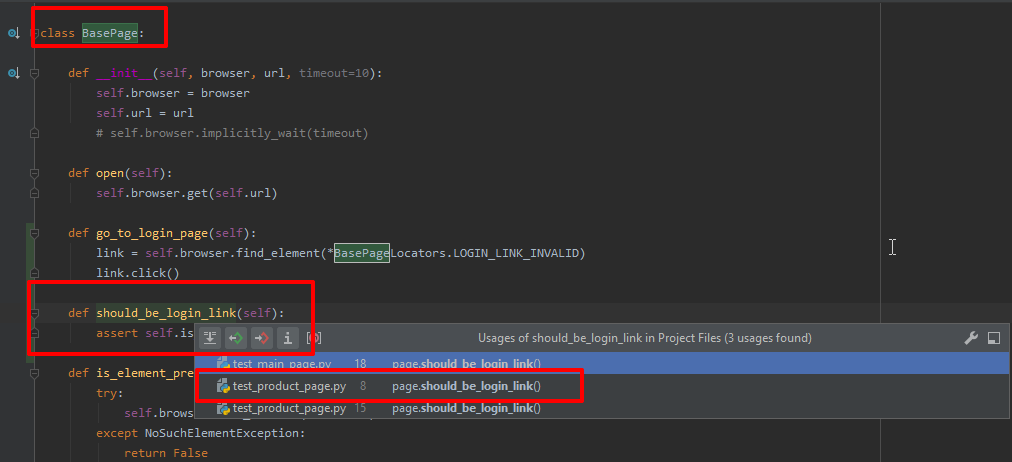 class BasePage:
def __init__(self, browser, url, timeout=10):
self.browser = browser
self.url = url
# self.browser.implicitly_wait(timeout)
def open(self):
self.browser.get(self.url)
def go_to_login_page(self):
link = self.browser.find_element(*BasePageLocators.LOGIN_LINK_INVALID)
link.click()
def should_be_login_link(self):
assert self.is
Usages of should_be_login_link in Project Files (3 usages found)
test_main_page.py 18 page.should_be_login_link()
def is_element_pre
test_product_page.py 8 page.should_be_login_link()
try:
test_product_page.py 15 page.should_be_login_link()
self.brows
except NoSuchElementException:
return False